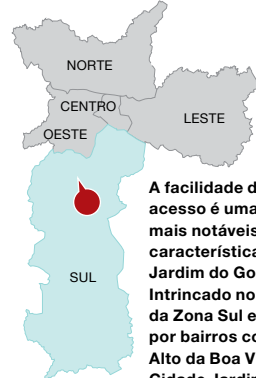 NORTE
CENTRO
LESTE
OESTE
SUL
A facilidade d
acesso é uma
mais notáveis
característica
Jardim do Go
Intrincado no
da Zona Sul e
por bairros co
Alto da Boa V